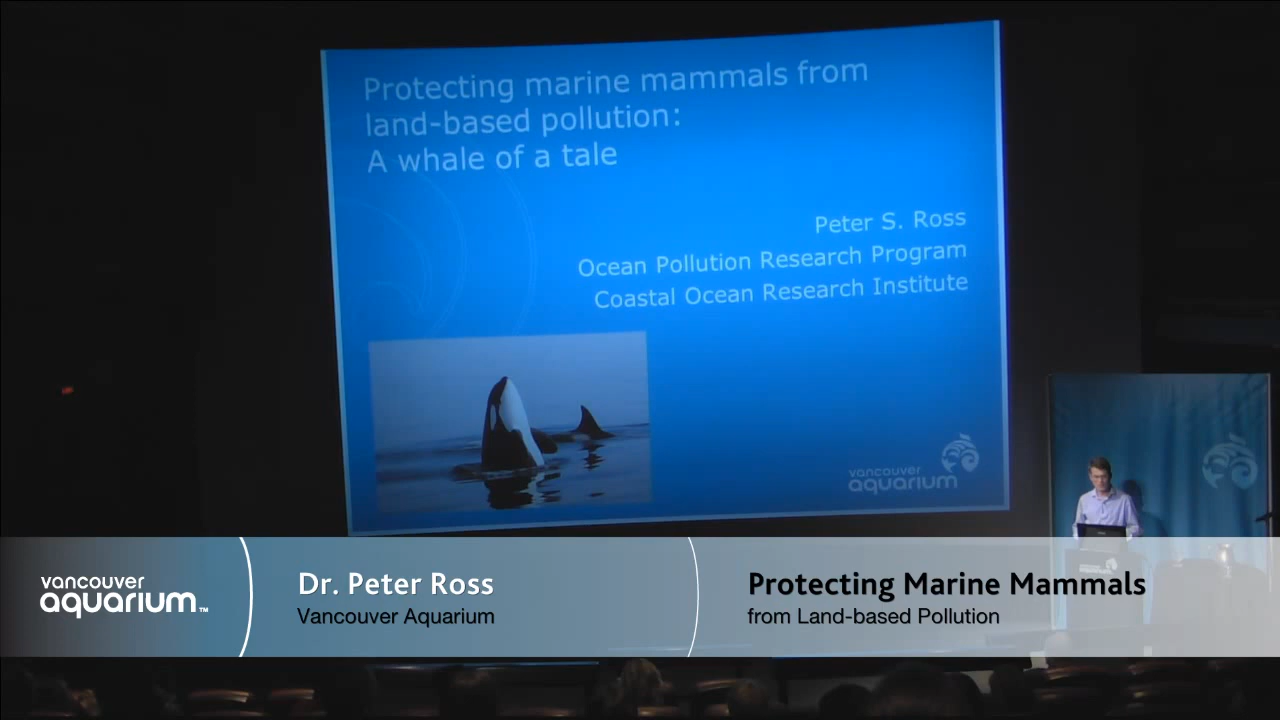 Protecting marine mammals from
land-based pollution:
A whale of a tale
Peter S. Ross
Ocean Pollution Research Program
Coastal Ocean Research Institute
vancouver
aquarium
vancouver
aquarium™
Dr. Peter Ross
Vancouver Aquarium
Protecting Marine Mammals
from Land-based Pollution